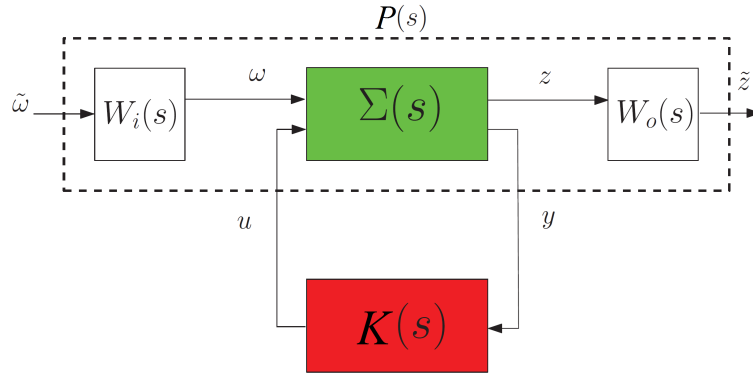 P(s)
ω̃ W_i(s) ω Σ(s) z W_o(s) z̃
u y
K(s)